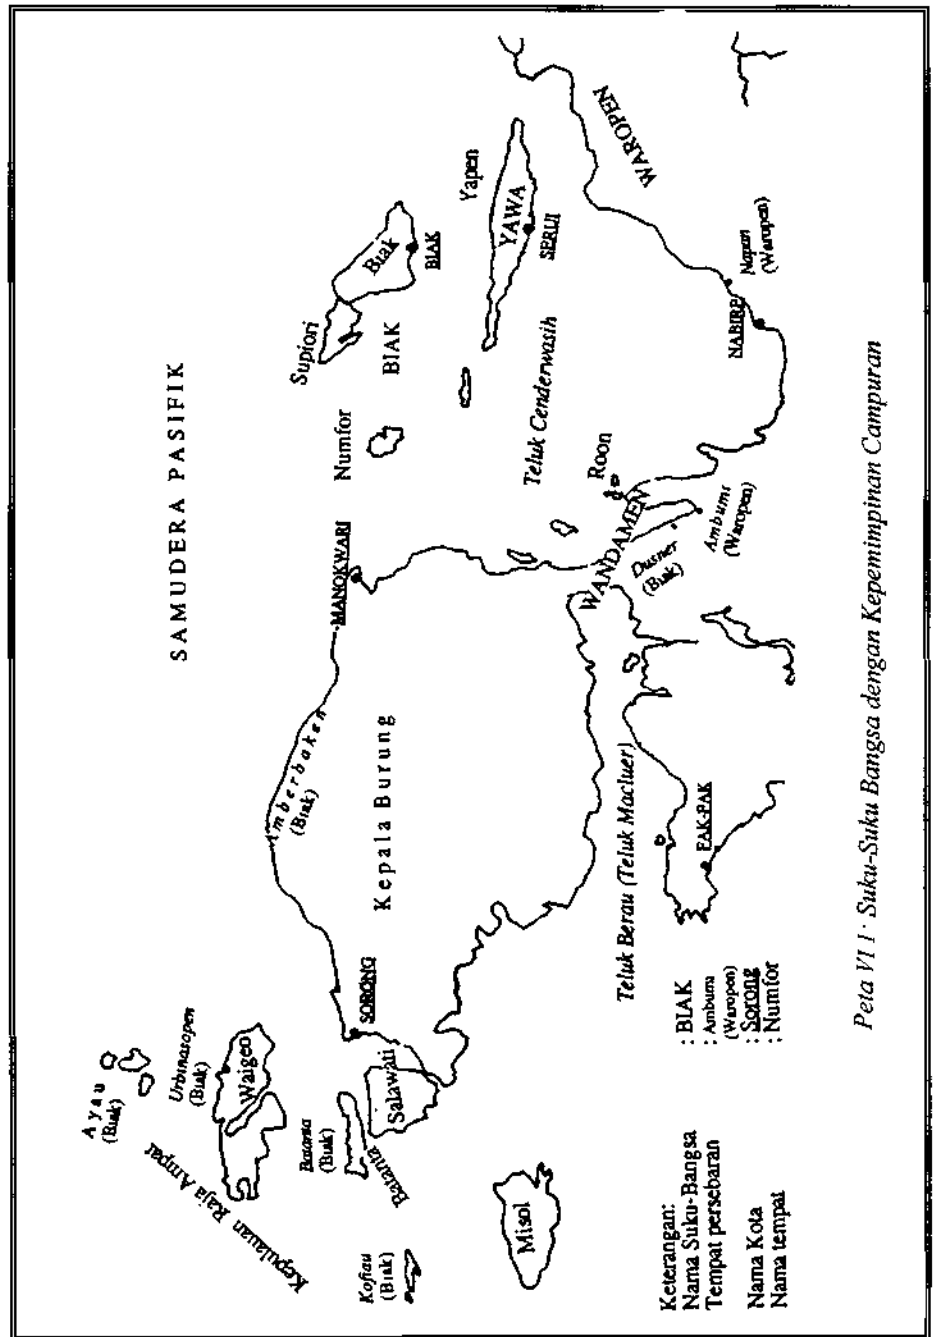 SAMUDERA PASIFIK
Ayau
(Biak)
Urbinasopen
(Biak)
Waigeo
Kepulauan Raja Ampat
Batanta
(Biak)
Batanta
Salawati
Kofiau
(Biak)
Misol
SORONG
Amberbaken
(Biak)
Kepala Burung
MANOKWARI
Numfor
Supiori
Biak
BIAK
BIAK
Yapen
YAWA
SERUI
WAROPEN
Teluk Cenderwasih
Napan
(Waropen)
NABIRE
Roon
WANDAMEN
Dusner
(Biak)
Ambumi
(Waropen)
Teluk Berau (Teluk Macluer)
FAK-PAK
Keterangan:
Nama Suku-Bangsa : BIAK
Tempat persebaran : Ambumi
(Waropen)
Nama Kota : Sorong
Nama tempat : Numfor
Peta VI 1· Suku-Suku Bangsa dengan Kepemimpinan Campuran